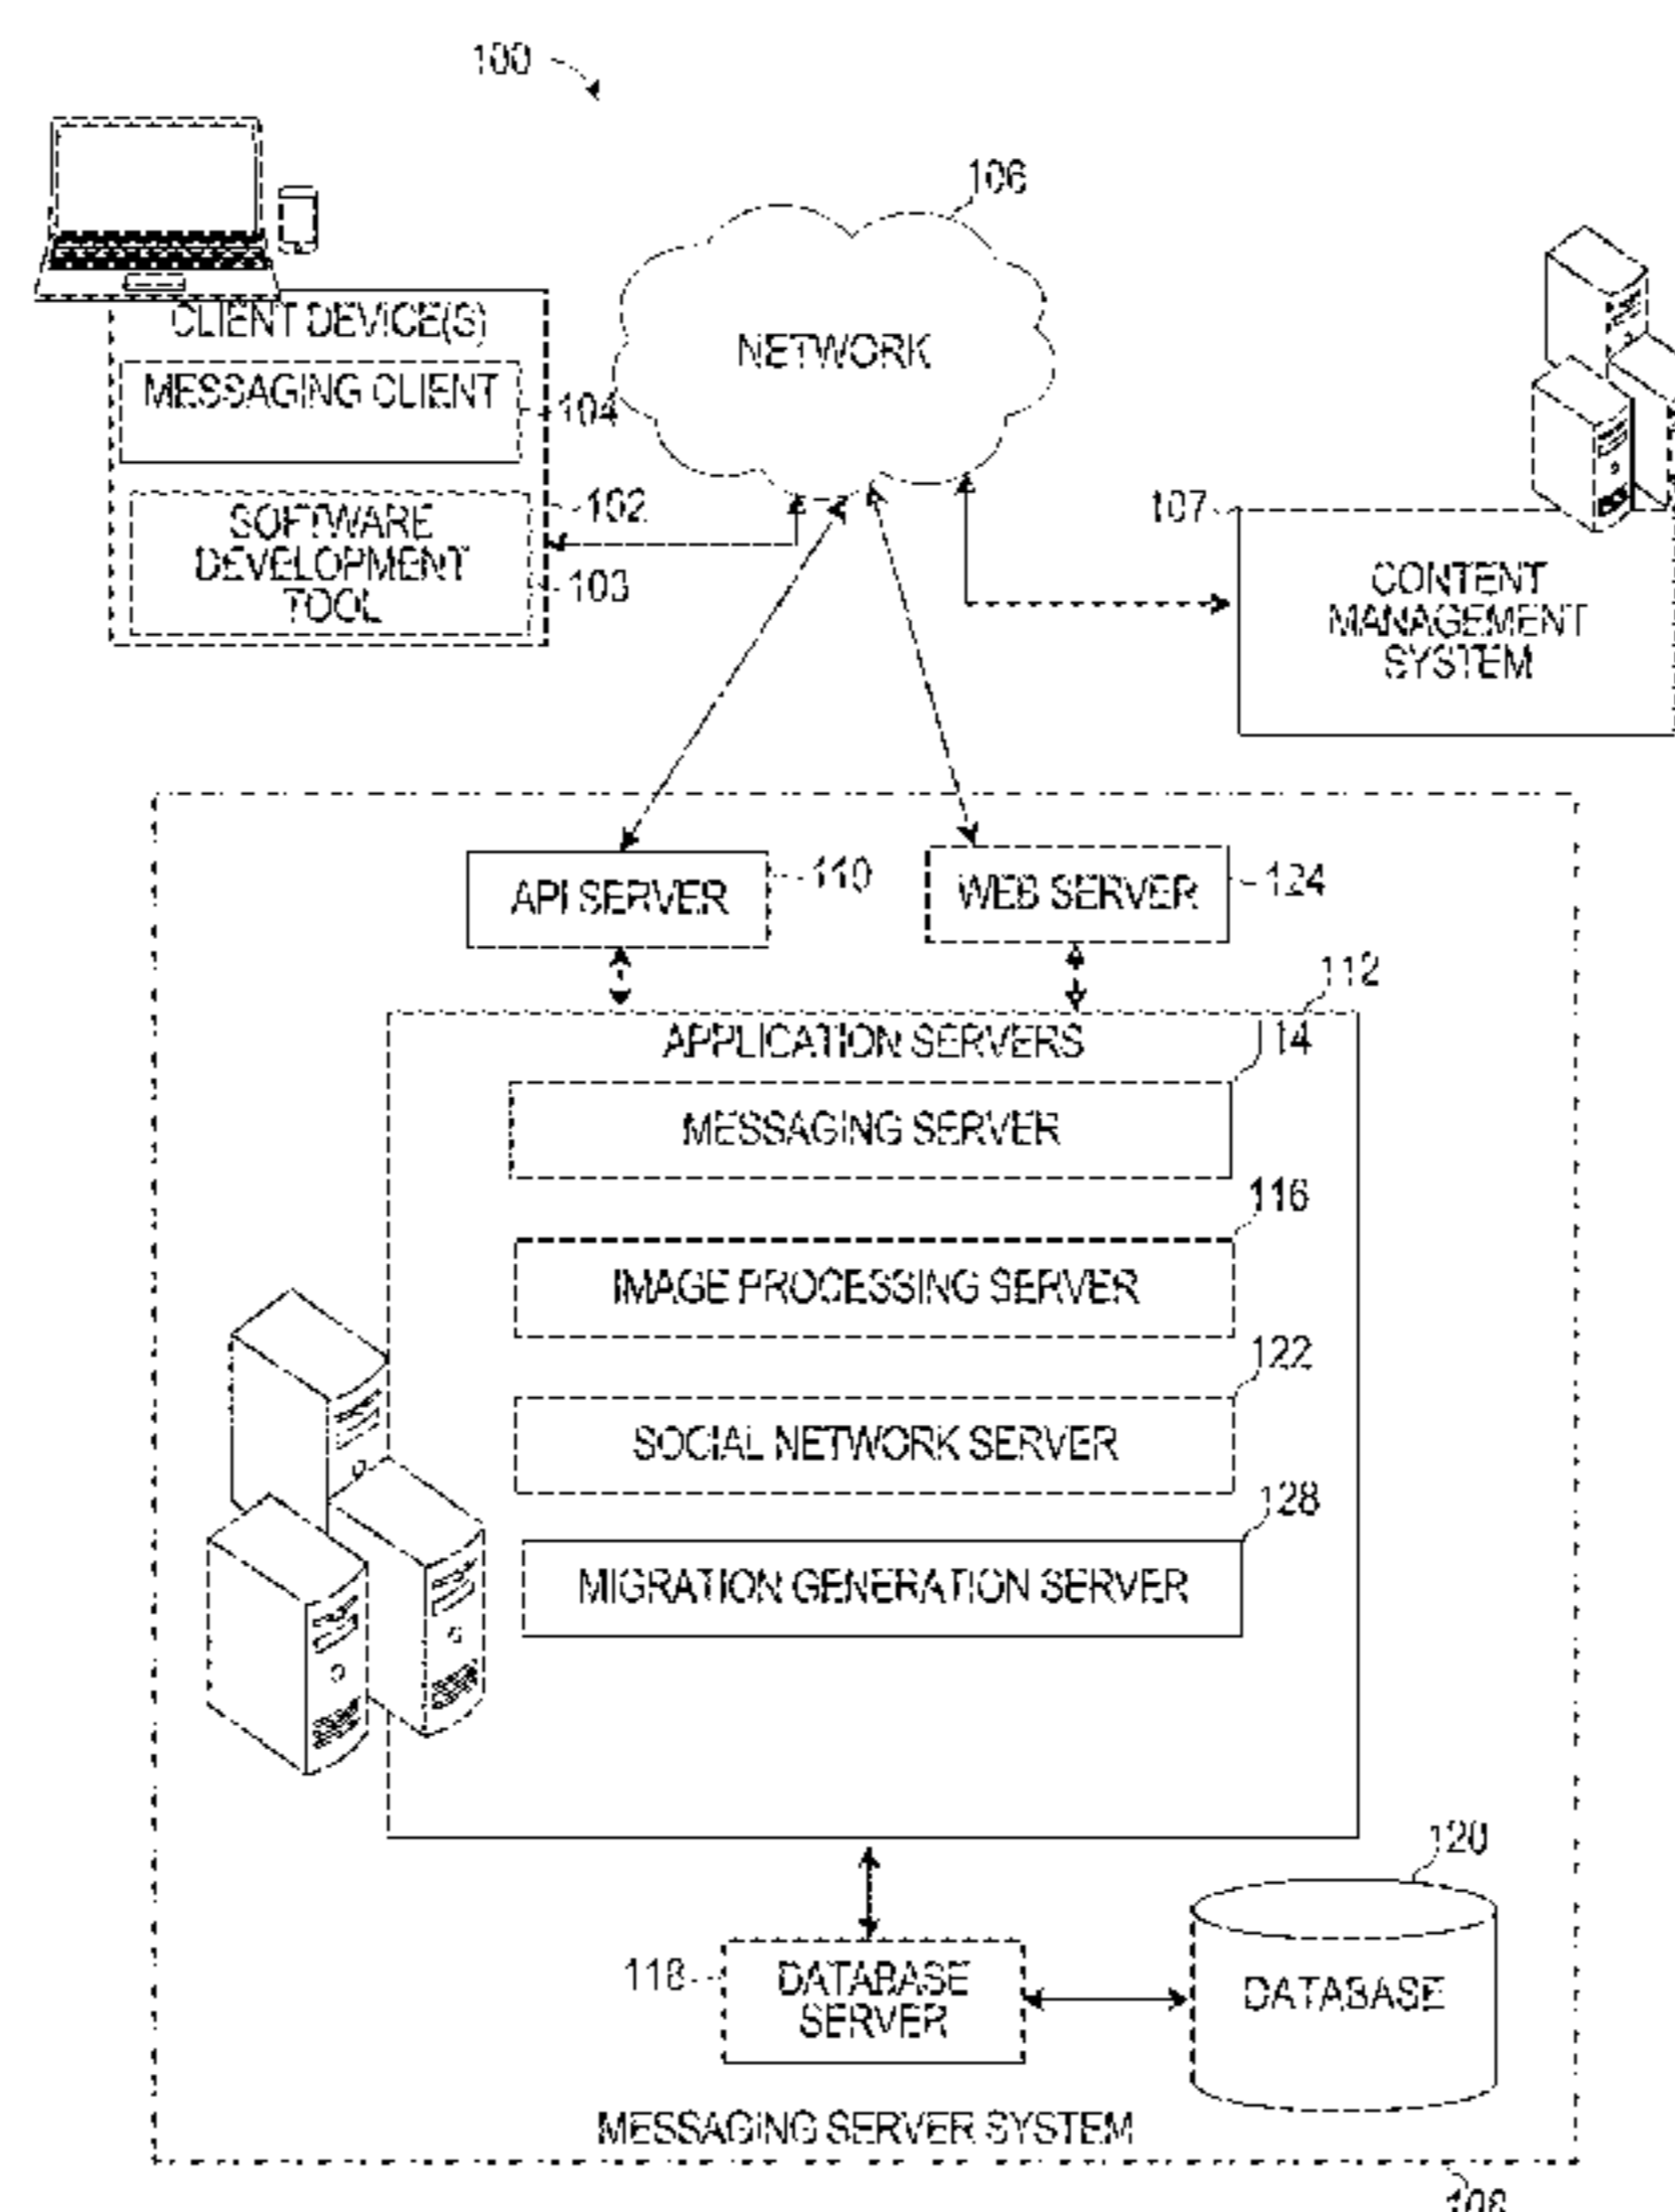 100
106
CLIENT DEVICE(S)
NETWORK
MESSAGING CLIENT
104
102
107
SOFTWARE
DEVELOPMENT
TOOL
103
CONTENT
MANAGEMENT
SYSTEM
API SERVER
110
WEB SERVER
124
112
APPLICATION SERVERS
114
MESSAGING SERVER
116
IMAGE PROCESSING SERVER
122
SOCIAL NETWORK SERVER
128
MIGRATION GENERATION SERVER
120
118
DATABASE
SERVER
DATABASE
MESSAGING SERVER SYSTEM